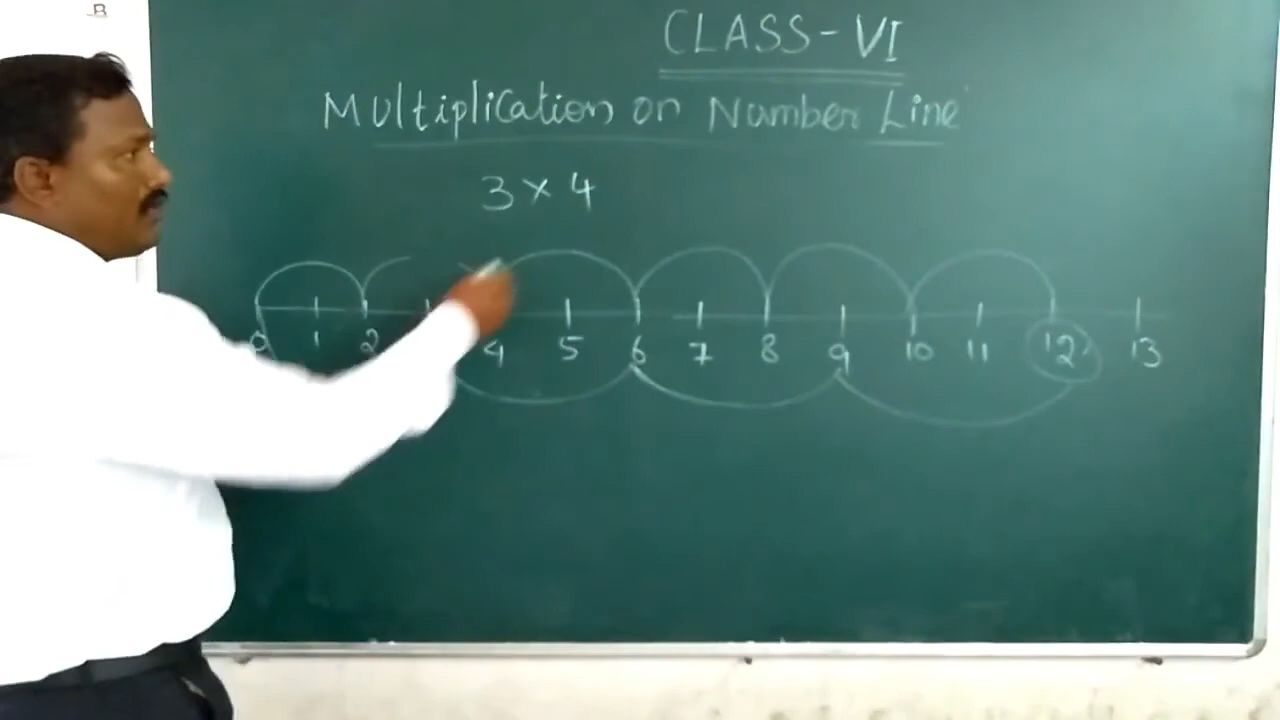 B
CLASS - VI
Multiplication on Number Line
3 × 4
0 1 2 4 5 6 7 8 9 10 11 12 13